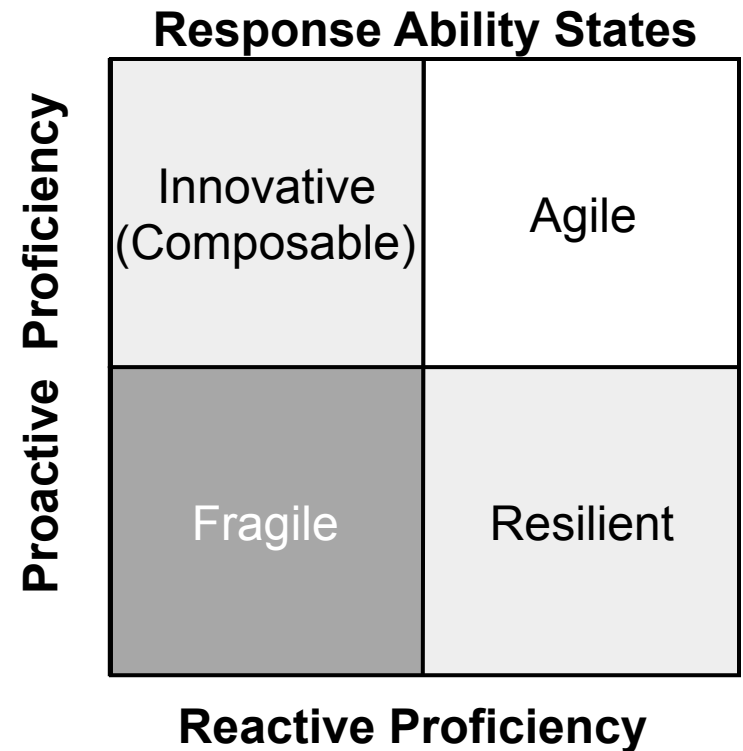 Response Ability States
Proactive Proficiency
Innovative
(Composable)
Agile
Fragile
Resilient
Reactive Proficiency